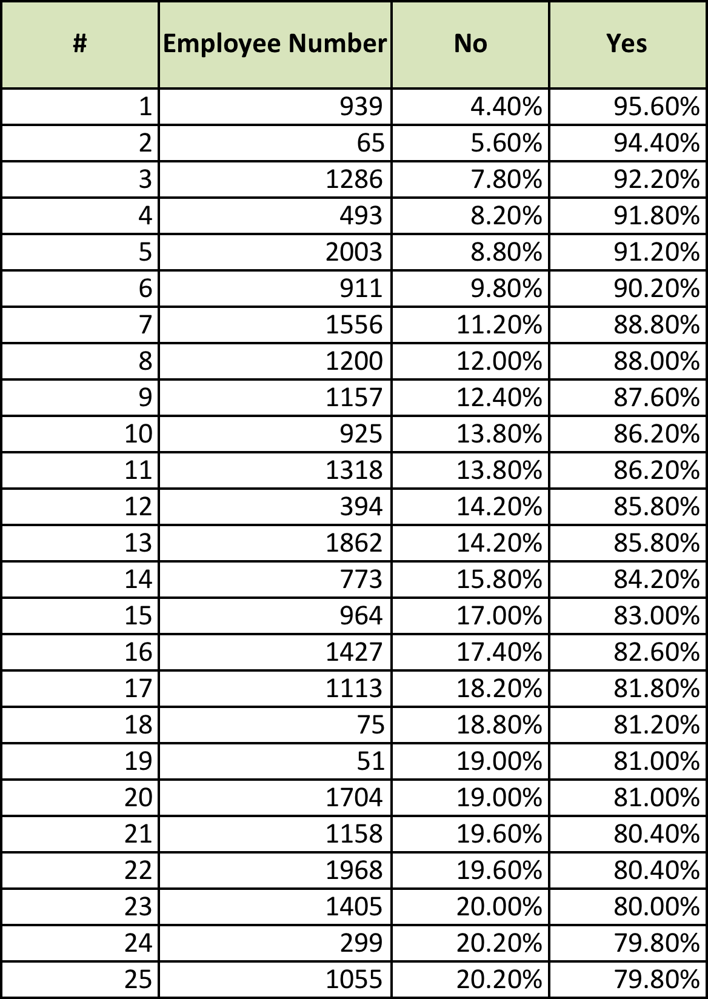 # Employee Number No Yes
1 939 4.40% 95.60%
2 65 5.60% 94.40%
3 1286 7.80% 92.20%
4 493 8.20% 91.80%
5 2003 8.80% 91.20%
6 911 9.80% 90.20%
7 1556 11.20% 88.80%
8 1200 12.00% 88.00%
9 1157 12.40% 87.60%
10 925 13.80% 86.20%
11 1318 13.80% 86.20%
12 394 14.20% 85.80%
13 1862 14.20% 85.80%
14 773 15.80% 84.20%
15 964 17.00% 83.00%
16 1427 17.40% 82.60%
17 1113 18.20% 81.80%
18 75 18.80% 81.20%
19 51 19.00% 81.00%
20 1704 19.00% 81.00%
21 1158 19.60% 80.40%
22 1968 19.60% 80.40%
23 1405 20.00% 80.00%
24 299 20.20% 79.80%
25 1055 20.20% 79.80%